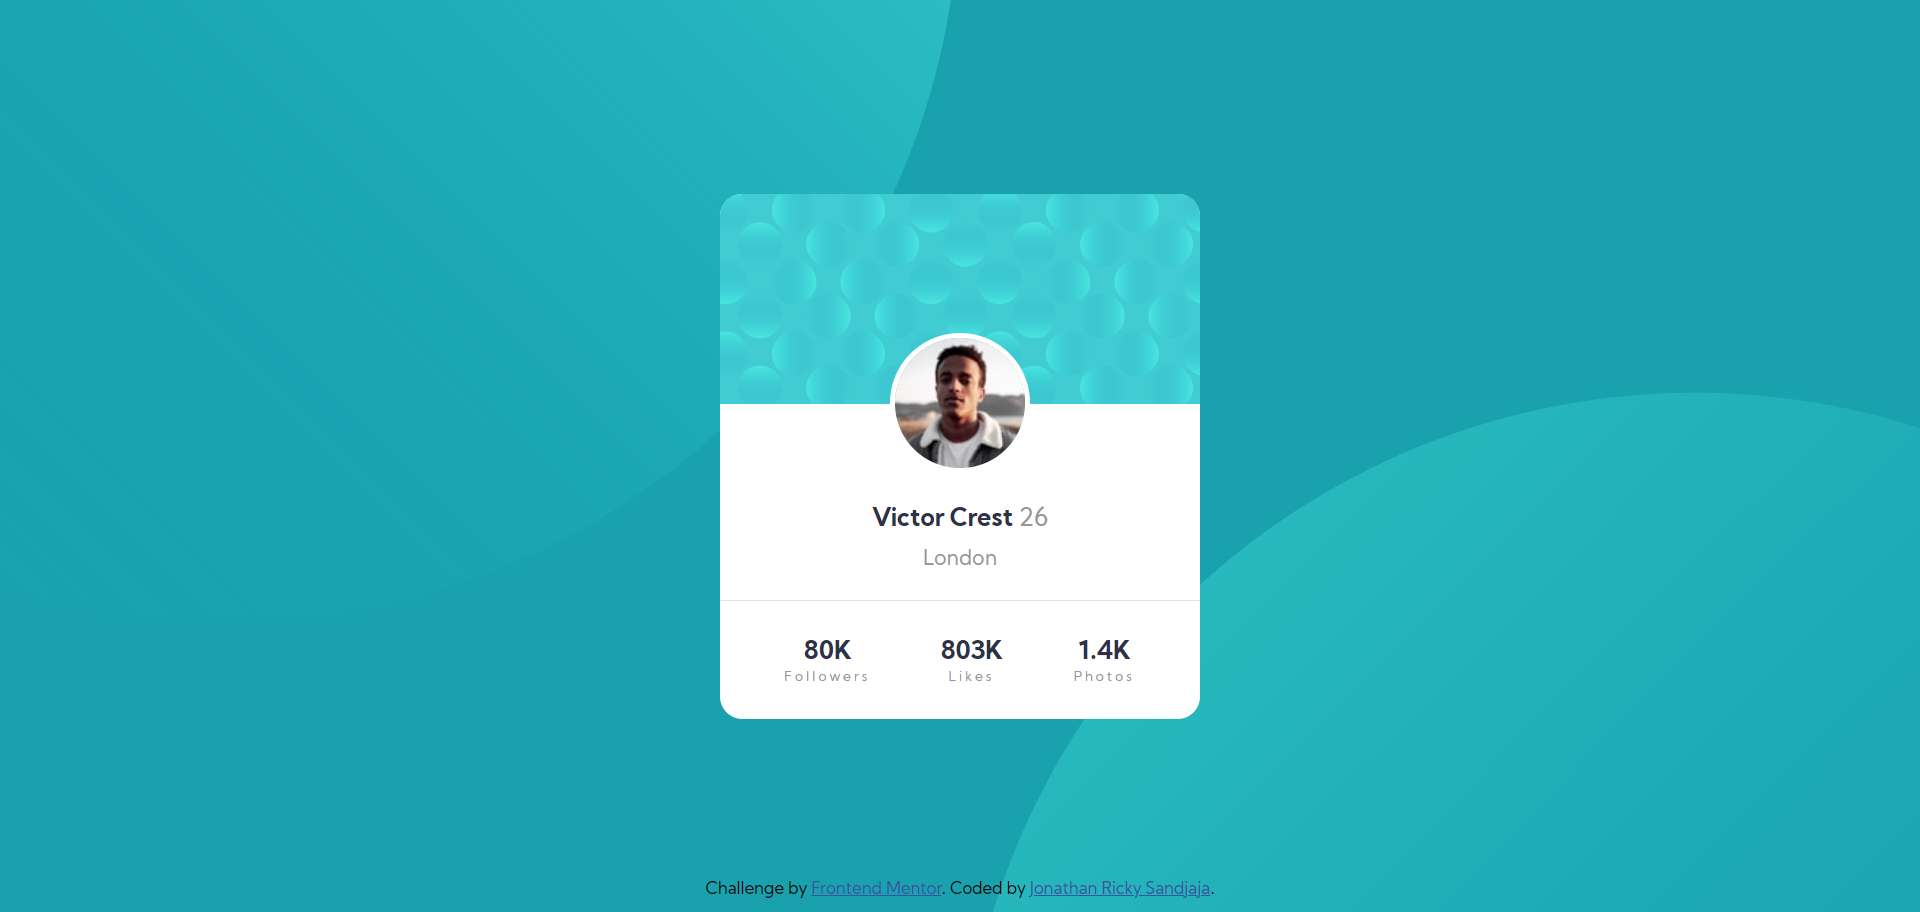 Victor Crest 26
London
80K 803K 1.4K
Followers Likes Photos
Challenge by Frontend Mentor. Coded by Jonathan Ricky Sandjaja.